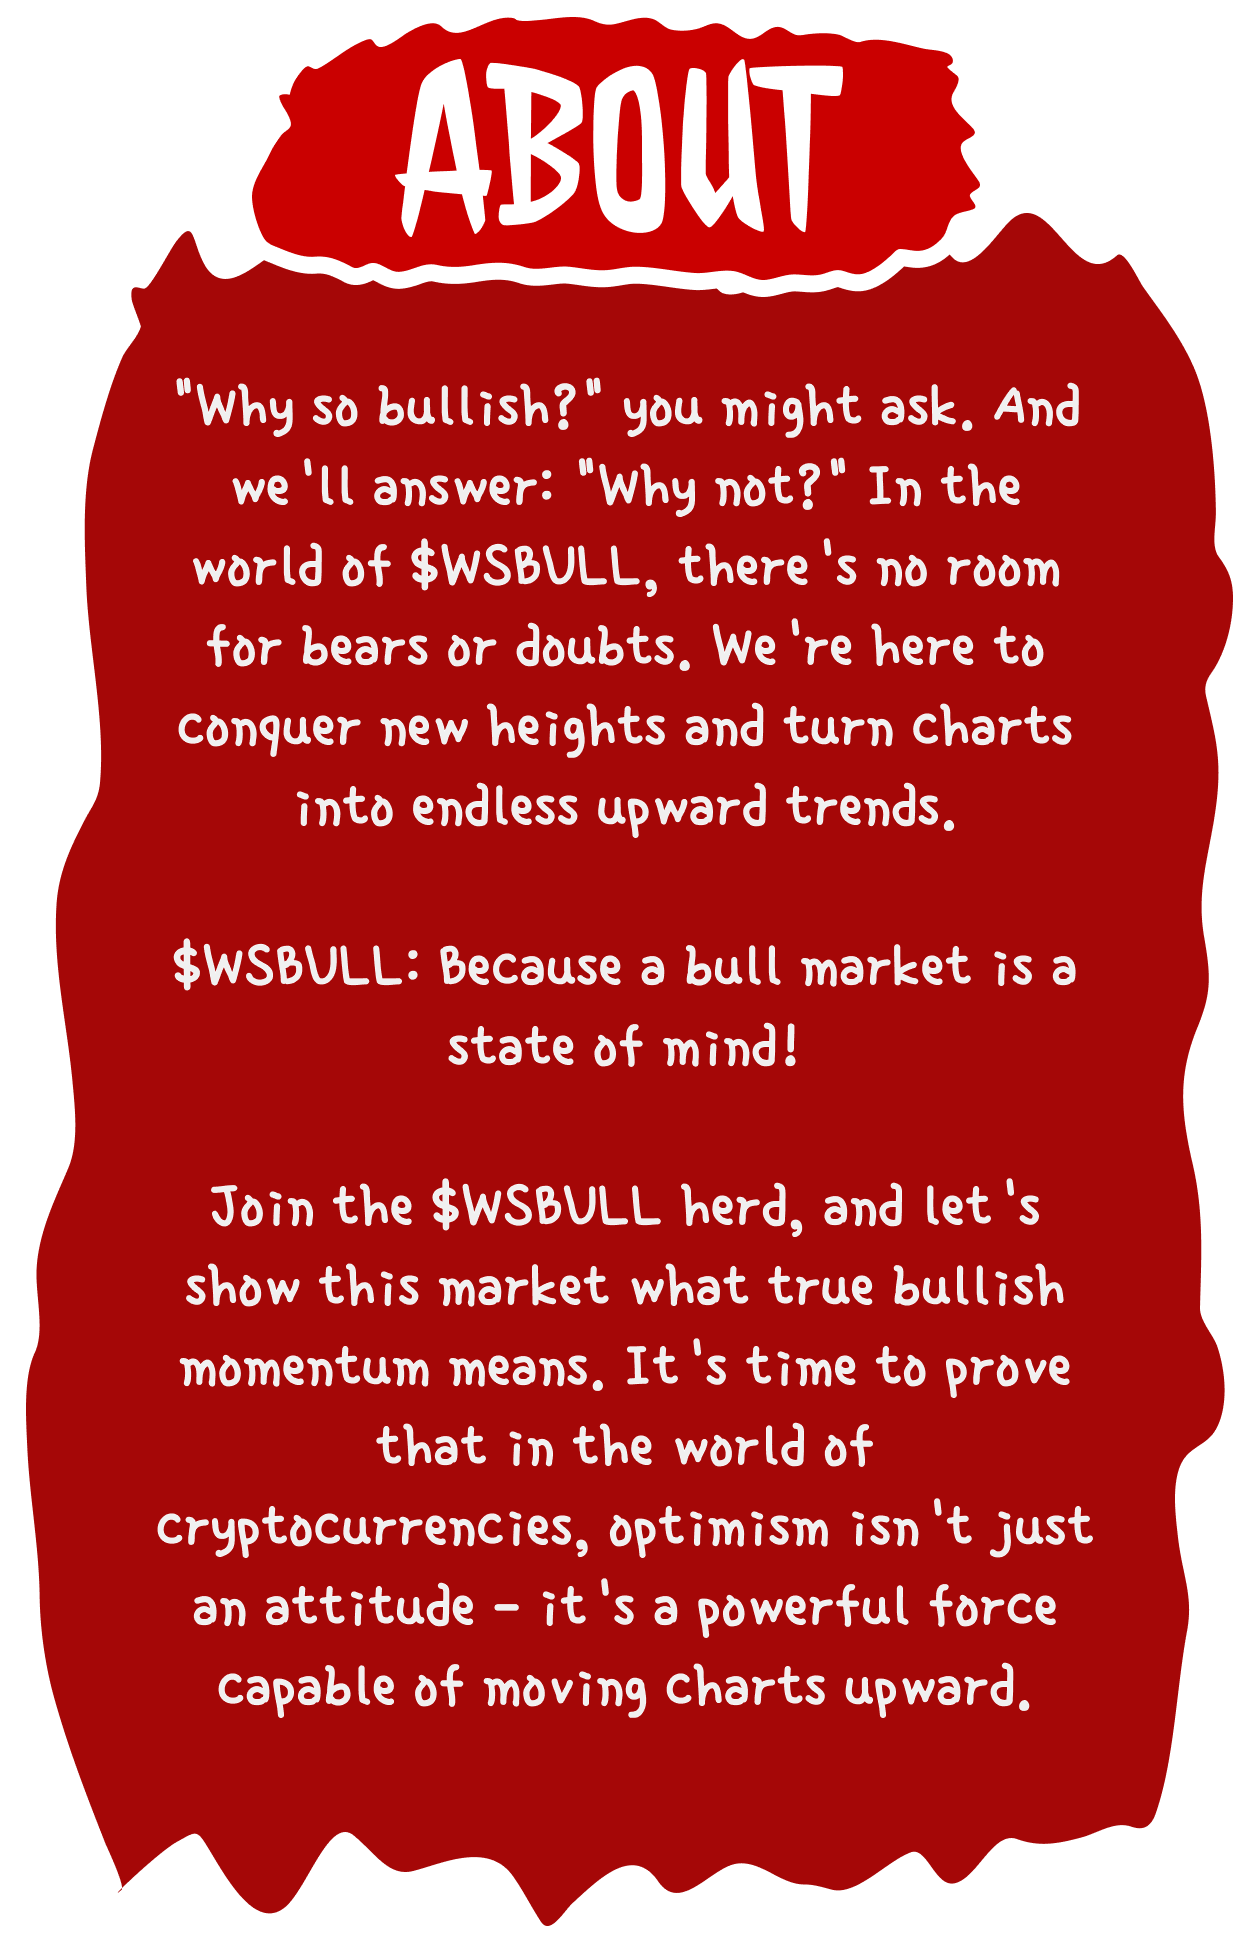 ABOUT
"Why so bullish?" you might ask. And
we'll answer: "Why not?" In the
world of $WSBULL, there's no room
for bears or doubts. We're here to
conquer new heights and turn charts
into endless upward trends.
$WSBULL: Because a bull market is a
state of mind!
Join the $WSBULL herd, and let's
show this market what true bullish
momentum means. It's time to prove
that in the world of
cryptocurrencies, optimism isn't just
an attitude - it's a powerful force
capable of moving charts upward.